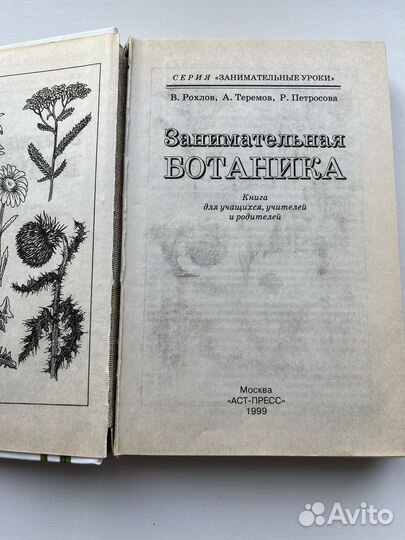 СЕРИЯ «ЗАНИМАТЕЛЬНЫЕ УРОКИ»
В. Рохлов, А. Теремов, Р. Петросова
Занимательная
БОТАНИКА
Книга
для учащихся, учителей
и родителей
Москва
«АСТ-ПРЕСС»
1999
Avito